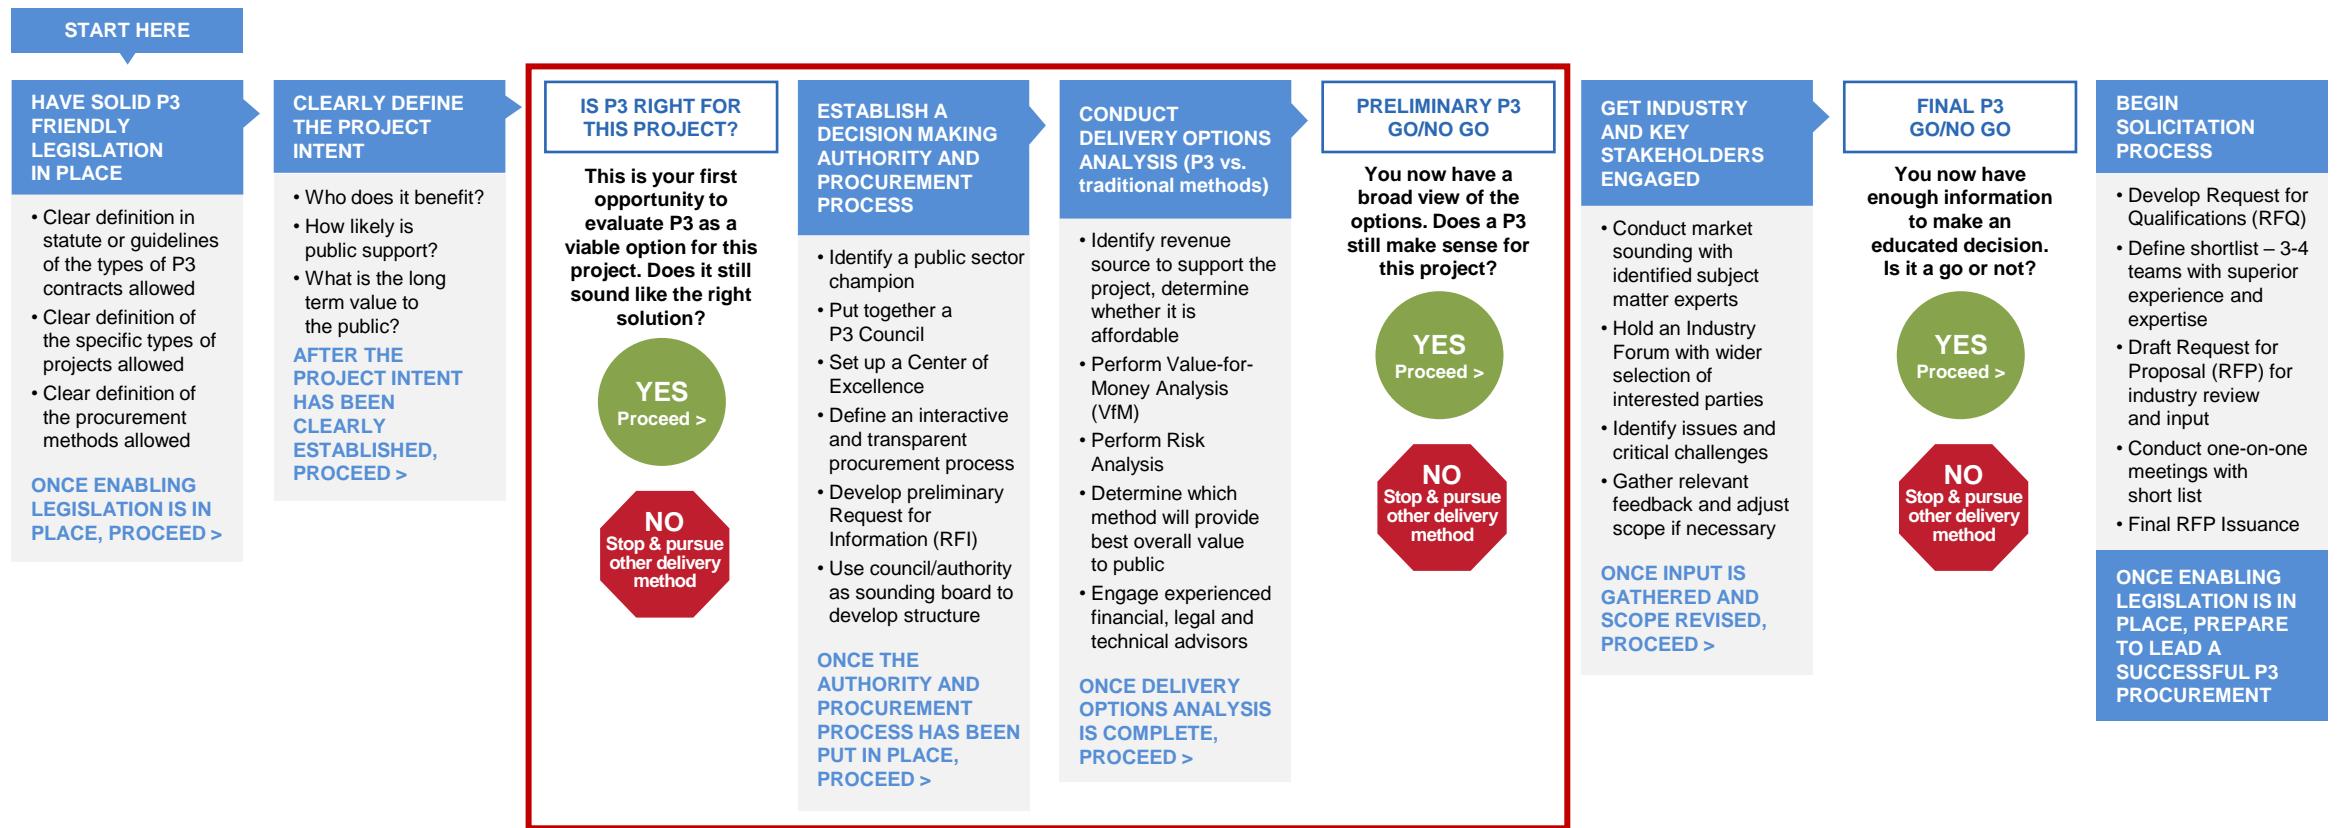 START HERE
HAVE SOLID P3
FRIENDLY
LEGISLATION
IN PLACE
• Clear definition in
statute or guidelines
of the types of P3
contracts allowed
• Clear definition of
the specific types of
projects allowed
• Clear definition of
the procurement
methods allowed
ONCE ENABLING
LEGISLATION IS IN
PLACE, PROCEED >
CLEARLY DEFINE
THE PROJECT
INTENT
• Who does it benefit?
• How likely is
public support?
• What is the long
term value to
the public?
AFTER THE
PROJECT INTENT
HAS BEEN
CLEARLY
ESTABLISHED,
PROCEED >
IS P3 RIGHT FOR
THIS PROJECT?
This is your first
opportunity to
evaluate P3 as a
viable option for this
project. Does it still
sound like the right
solution?
YES
Proceed >
NO
Stop & pursue
other delivery
method
ESTABLISH A
DECISION MAKING
AUTHORITY AND
PROCUREMENT
PROCESS
• Identify a public sector
champion
• Put together a
P3 Council
• Set up a Center of
Excellence
• Define an interactive
and transparent
procurement process
• Develop preliminary
Request for
Information (RFI)
• Use council/authority
as sounding board to
develop structure
ONCE THE
AUTHORITY AND
PROCUREMENT
PROCESS HAS BEEN
PUT IN PLACE,
PROCEED >
CONDUCT
DELIVERY OPTIONS
ANALYSIS (P3 vs.
traditional methods)
• Identify revenue
source to support the
project, determine
whether it is
affordable
• Perform Value-for-
Money Analysis
(VfM)
• Perform Risk
Analysis
• Determine which
method will provide
best overall value
to public
• Engage experienced
financial, legal and
technical advisors
ONCE DELIVERY
OPTIONS ANALYSIS
IS COMPLETE,
PROCEED >
PRELIMINARY P3
GO/NO GO
You now have a
broad view of the
options. Does a P3
still make sense for
this project?
YES
Proceed >
NO
Stop & pursue
other delivery
method
GET INDUSTRY
AND KEY
STAKEHOLDERS
ENGAGED
• Conduct market
sounding with
identified subject
matter experts
• Hold an Industry
Forum with wider
selection of
interested parties
• Identify issues and
critical challenges
• Gather relevant
feedback and adjust
scope if necessary
ONCE INPUT IS
GATHERED AND
SCOPE REVISED,
PROCEED >
FINAL P3
GO/NO GO
You now have
enough information
to make an
educated decision.
Is it a go or not?
YES
Proceed >
NO
Stop & pursue
other delivery
method
BEGIN
SOLICITATION
PROCESS
• Develop Request for
Qualifications (RFQ)
• Define shortlist – 3-4
teams with superior
experience and
expertise
• Draft Request for
Proposal (RFP) for
industry review
and input
• Conduct one-on-one
meetings with
short list
• Final RFP Issuance
ONCE ENABLING
LEGISLATION IS IN
PLACE, PREPARE
TO LEAD A
SUCCESSFUL P3
PROCUREMENT